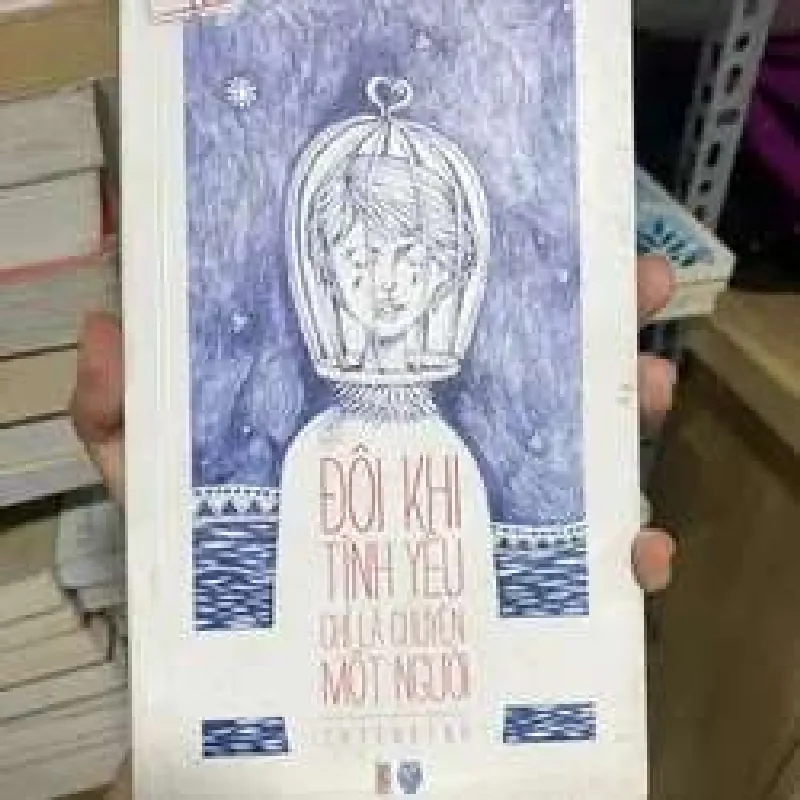 ĐÔI KHI
TÌNH YÊU
CHỈ LÀ CHUYỆN
MỘT NGƯỜI